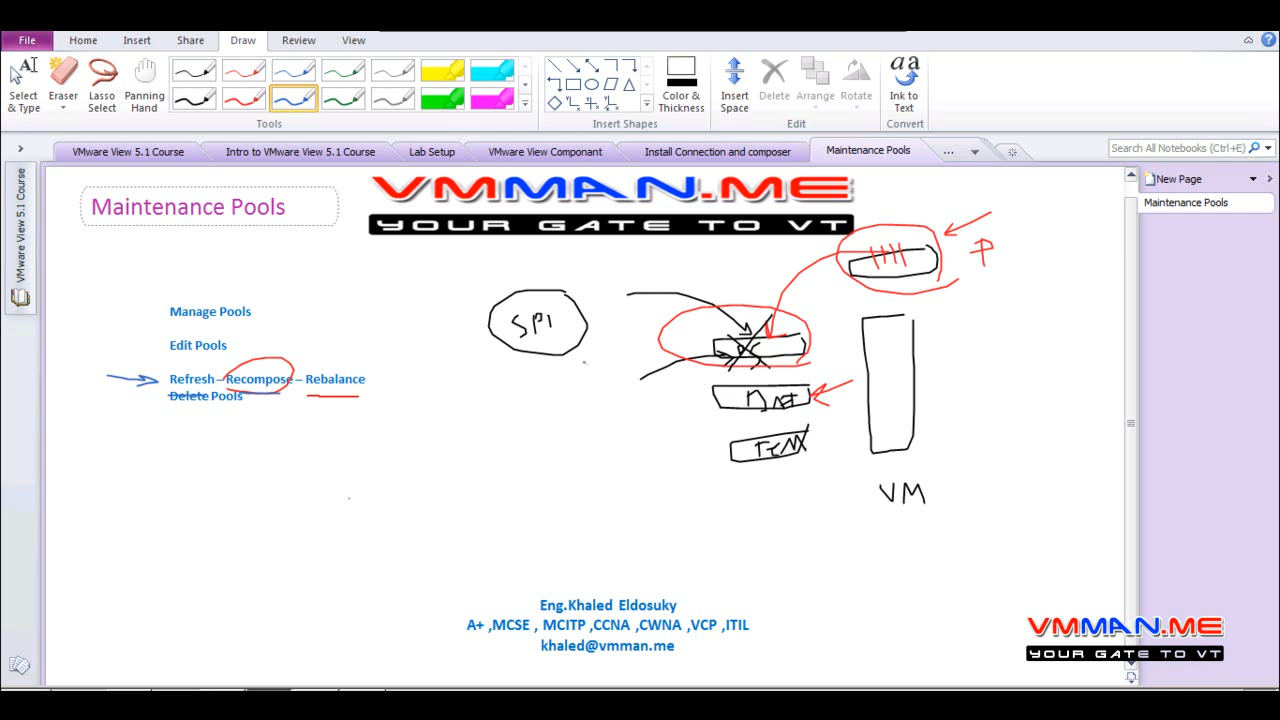 File Home Insert Share Draw Review View
Select & Type
Eraser
Lasso Select
Panning Hand
Color & Thickness
Insert Space
Delete
Arrange
Rotate
Ink to Text
Tools
Insert Shapes
Edit
Convert
VMware View 5.1 Course
Intro to VMware View 5.1 Course
Lab Setup
VMware View Componant
Install Connection and composer
Maintenance Pools
...
Search All Notebooks (Ctrl+E)
VMware View 5.1 Course
New Page
Maintenance Pools
Maintenance Pools
VMMAN.ME
YOUR GATE TO VT
P
SP1
Manage Pools
Edit Pools
Refresh – Recompose – Rebalance
Delete Pools
VM
Eng.Khaled Eldosuky
A+ ,MCSE , MCITP ,CCNA ,CWNA ,VCP ,ITIL
khaled@vmman.me
VMMAN.ME
YOUR GATE TO VT